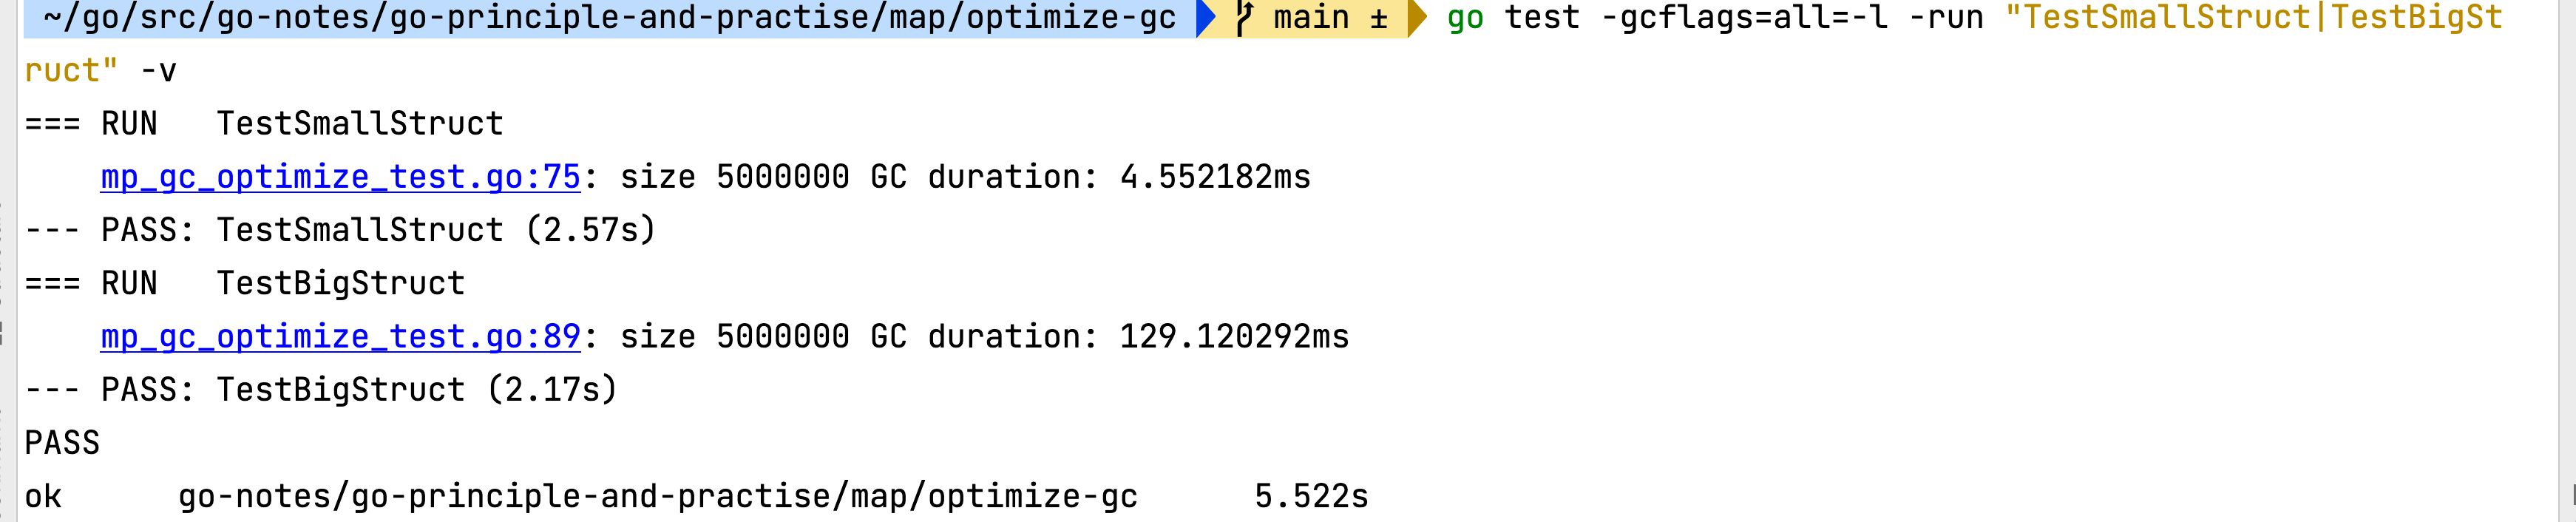 ~/go/src/go-notes/go-principle-and-practise/map/optimize-gc main ± go test -gcflags=all=-l -run "TestSmallStruct|TestBigSt
ruct" -v
=== RUN   TestSmallStruct
    mp_gc_optimize_test.go:75: size 5000000 GC duration: 4.552182ms
--- PASS: TestSmallStruct (2.57s)
=== RUN   TestBigStruct
    mp_gc_optimize_test.go:89: size 5000000 GC duration: 129.120292ms
--- PASS: TestBigStruct (2.17s)
PASS
ok      go-notes/go-principle-and-practise/map/optimize-gc      5.522s